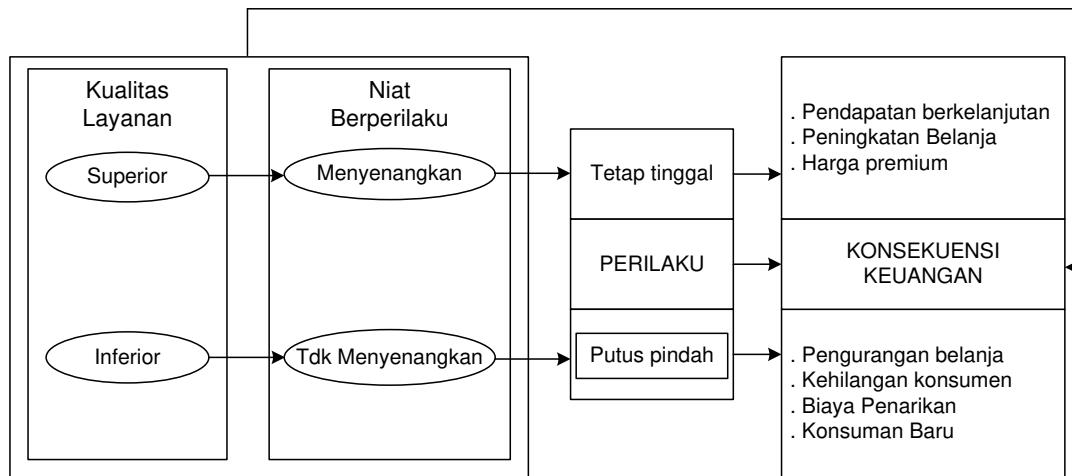 Kualitas
Layanan
Superior
Inferior
Niat
Berperilaku
Menyenangkan
Tdk Menyenangkan
Tetap tinggal
PERILAKU
Putus pindah
. Pendapatan berkelanjutan
. Peningkatan Belanja
. Harga premium
KONSEKUENSI
KEUANGAN
. Pengurangan belanja
. Kehilangan konsumen
. Biaya Penarikan
. Konsuman Baru